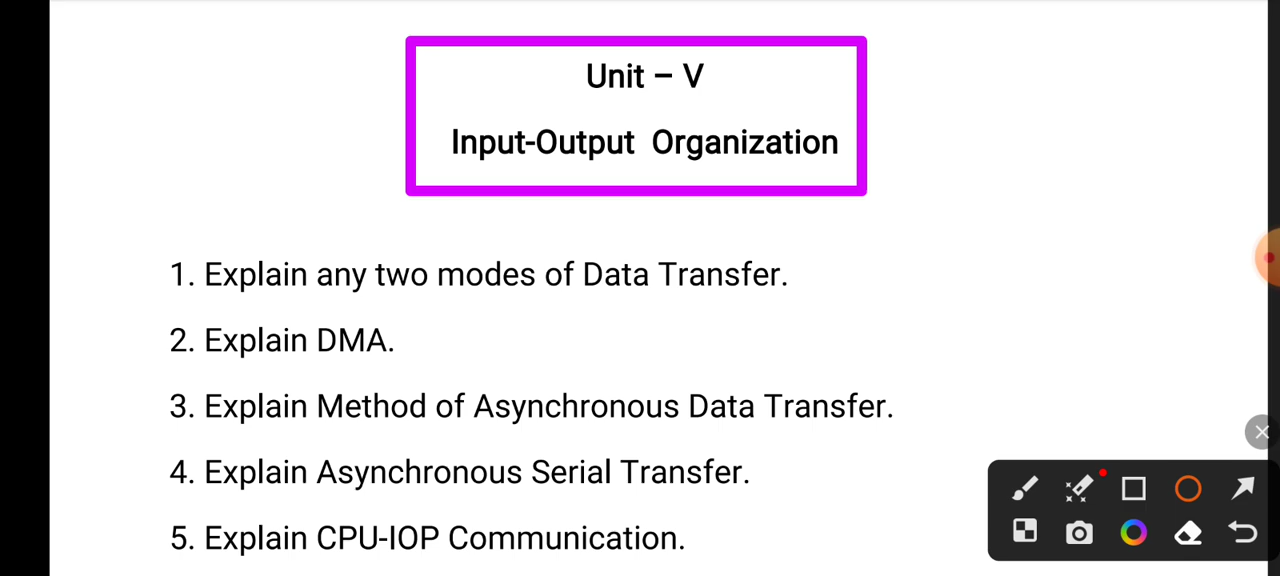 Unit – V
Input-Output Organization
1. Explain any two modes of Data Transfer.
2. Explain DMA.
3. Explain Method of Asynchronous Data Transfer.
4. Explain Asynchronous Serial Transfer.
5. Explain CPU-IOP Communication.